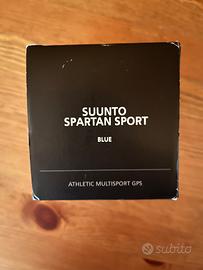 SUUNTO
SPARTAN SPORT
BLUE
ATHLETIC MULTISPORT GPS
subito